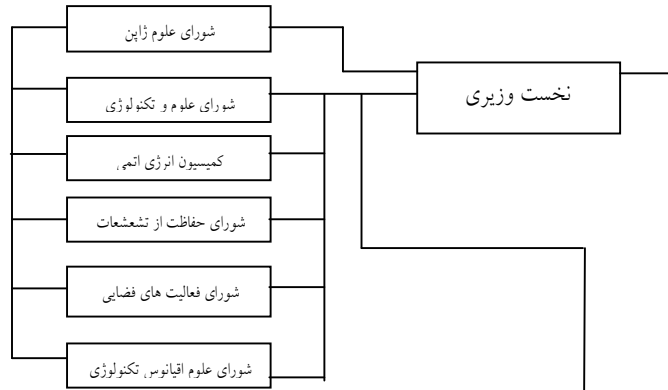 شورای علوم ژاپن
نخست وزیری
شورای علوم و تکنولوژی
کمیسیون انرژی اتمی
شورای حفاظت از تشعشعات
شورای فعالیت های فضایی
شورای علوم اقیانوس تکنولوژی